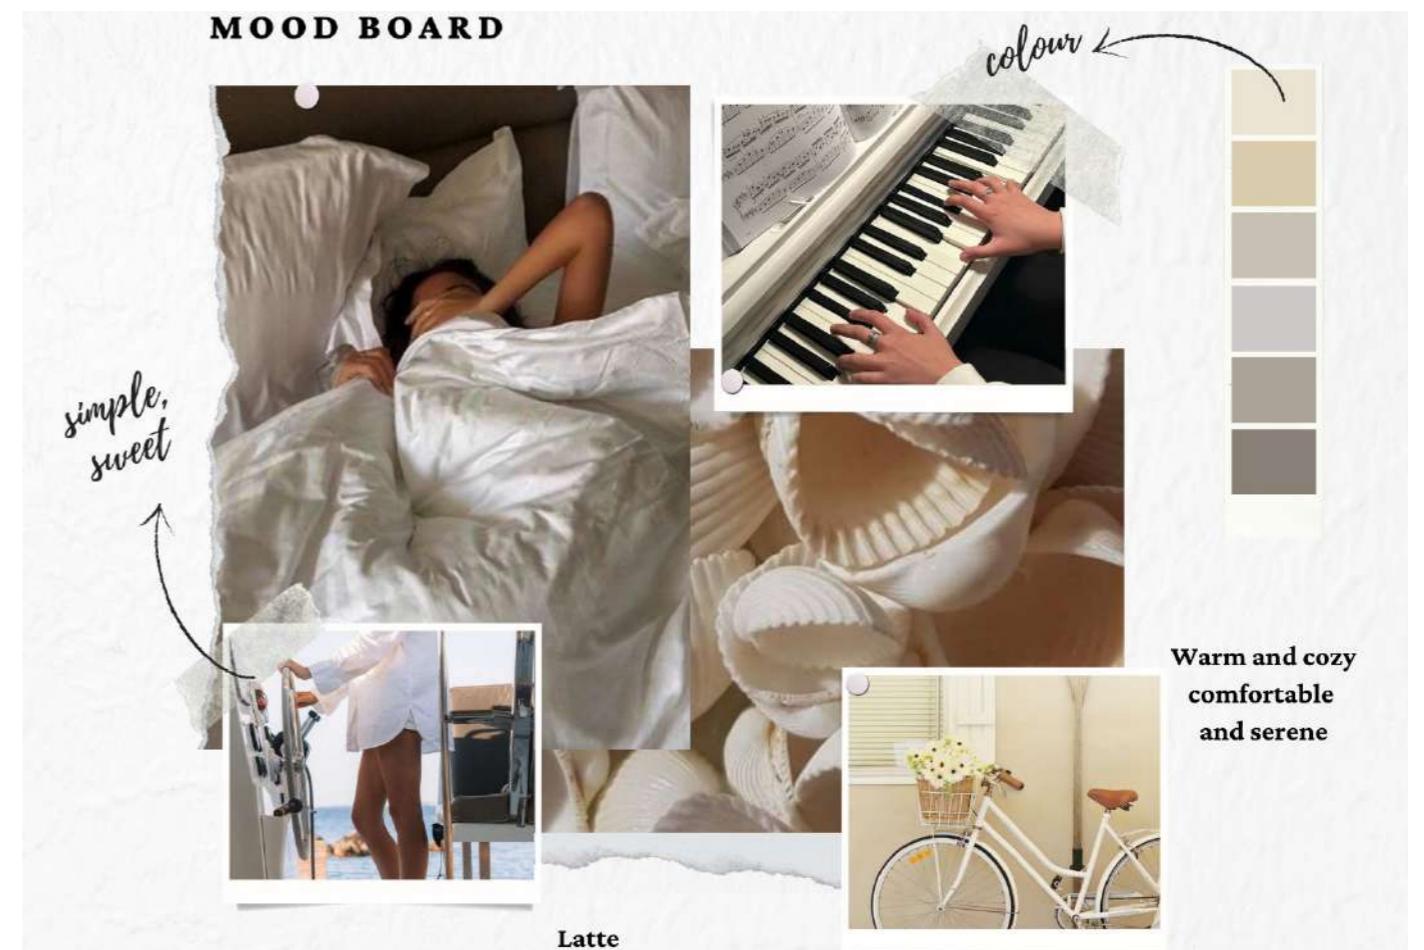 MOOD BOARD
colour
simple,
sweet
Warm and cozy
comfortable
and serene
Latte